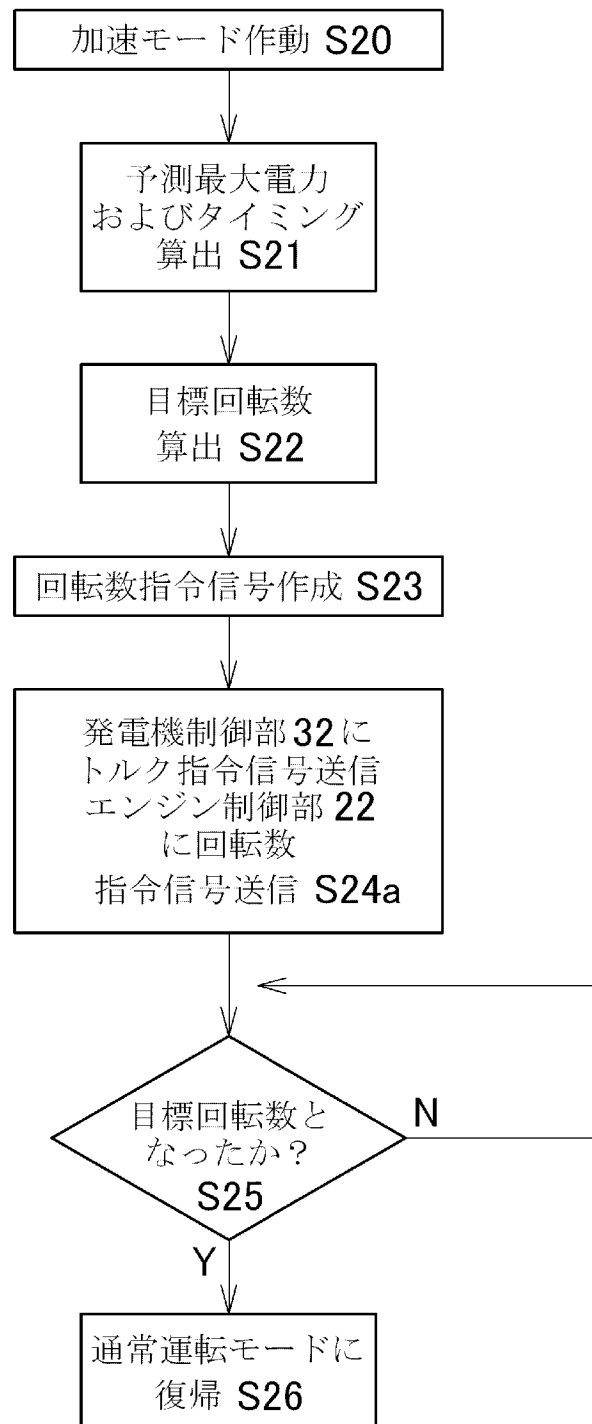 加速モード作動 S20
予測最大電力
およびタイミング
算出 S21
目標回転数
算出 S22
回転数指令信号作成 S23
発電機制御部32に
トルク指令信号送信
エンジン制御部22
に回転数
指令信号送信 S24a
目標回転数と
なったか?
S25
N
Y
通常運転モードに
復帰 S26